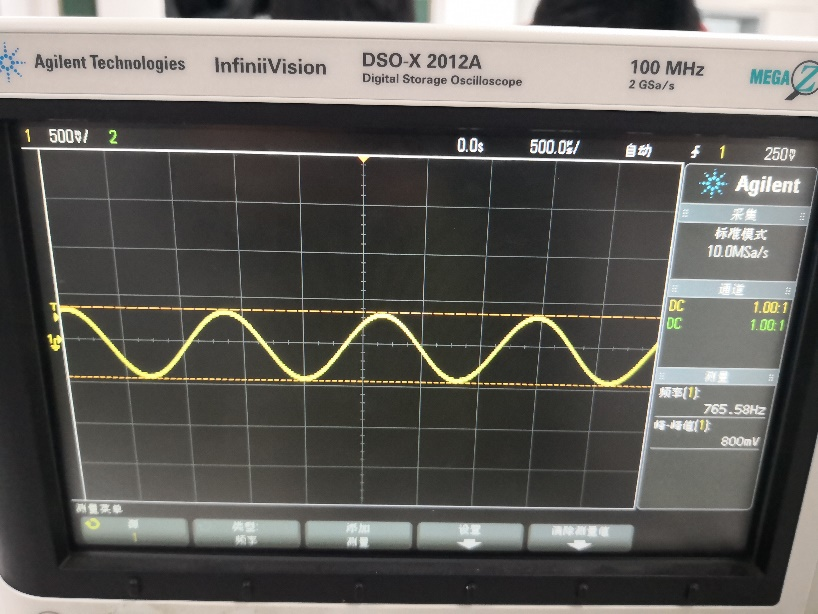 Agilent Technologies InfiniiVision DSO-X 2012A 100 MHz MEGA Z
Digital Storage Oscilloscope 2 GSa/s
1 500▽/ 2 0.0s 500.0㎲/ 自动 1 250▽
Agilent
采集
标准模式
10.0MSa/s
通道
DC 1.00:1
DC 1.00:1
测量
频率(1):
765.58Hz
峰-峰值(1):
800mV
T
测量菜单
源 类型: 添加 设置 清除测量值
1 频率 测量